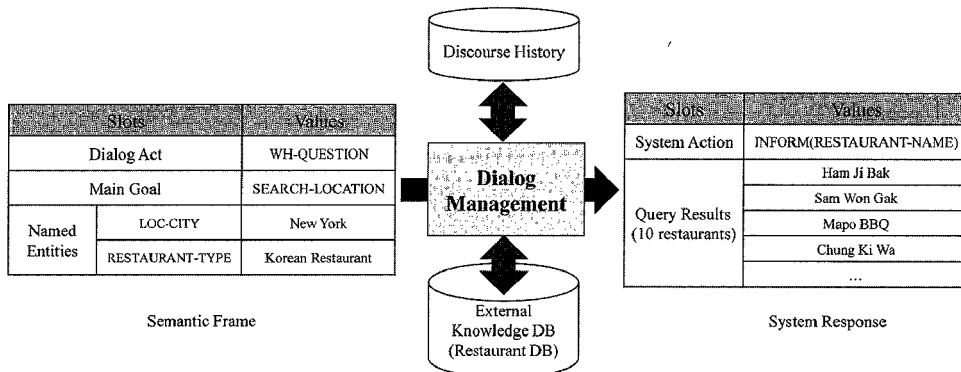 Discourse History
Slots Values
Dialog Act WH-QUESTION
Main Goal SEARCH-LOCATION
Named Entities LOC-CITY New York
RESTAURANT-TYPE Korean Restaurant
Semantic Frame
Dialog
Management
External
Knowledge DB
(Restaurant DB)
Slots Values
System Action INFORM(RESTAURANT-NAME)
Query Results
(10 restaurants)
Ham Ji Bak
Sam Won Gak
Mapo BBQ
Chung Ki Wa
...
System Response